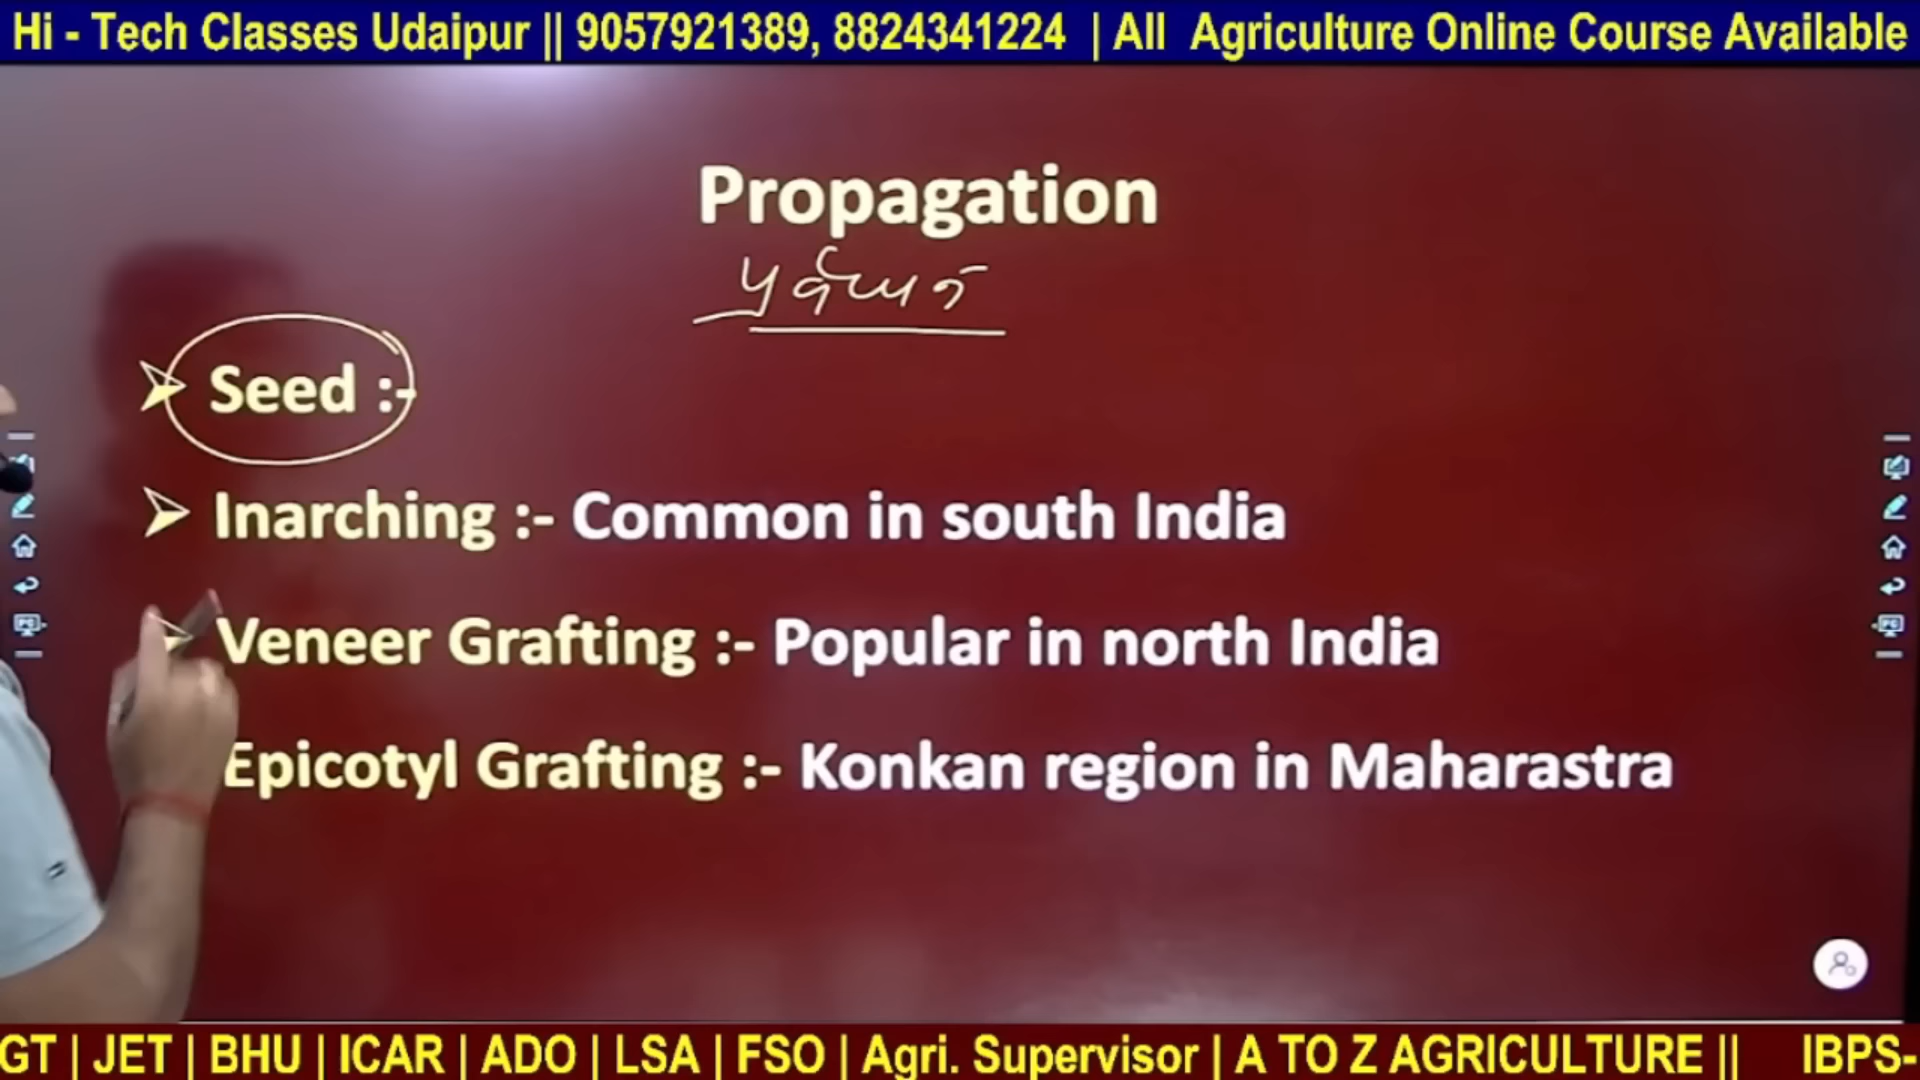 Hi - Tech Classes Udaipur || 9057921389, 8824341224 | All Agriculture Online Course Available
Propagation
Seed :-
Inarching :- Common in south India
Veneer Grafting :- Popular in north India
Epicotyl Grafting :- Konkan region in Maharastra
GT | JET | BHU | ICAR | ADO | LSA | FSO | Agri. Supervisor | A TO Z AGRICULTURE || IBPS-